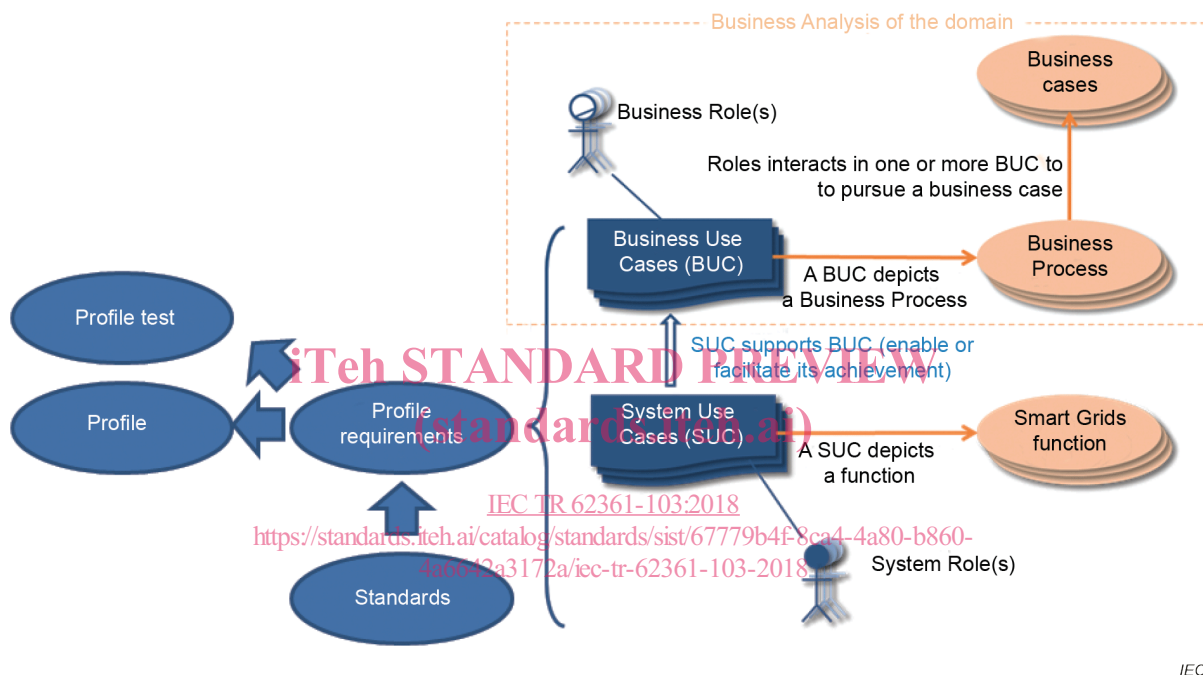 Business Analysis of the domain
Business
cases
Business Role(s)
Roles interacts in one or more BUC to
to pursue a business case
Business Use
Cases (BUC)
Business
Process
A BUC depicts
a Business Process
Profile test
SUC supports BUC (enable or
facilitate its achievement)
iTeh STANDARD PREVIEW
(standards.iteh.ai)
Profile
Profile
requirements
System Use
Cases (SUC)
Smart Grids
function
A SUC depicts
a function
IEC TR 62361-103:2018
https://standards.iteh.ai/catalog/standards/sist/67779b4f-8ca4-4a80-b860-
4a6642a3172a/iec-tr-62361-103-2018
System Role(s)
Standards
IEC